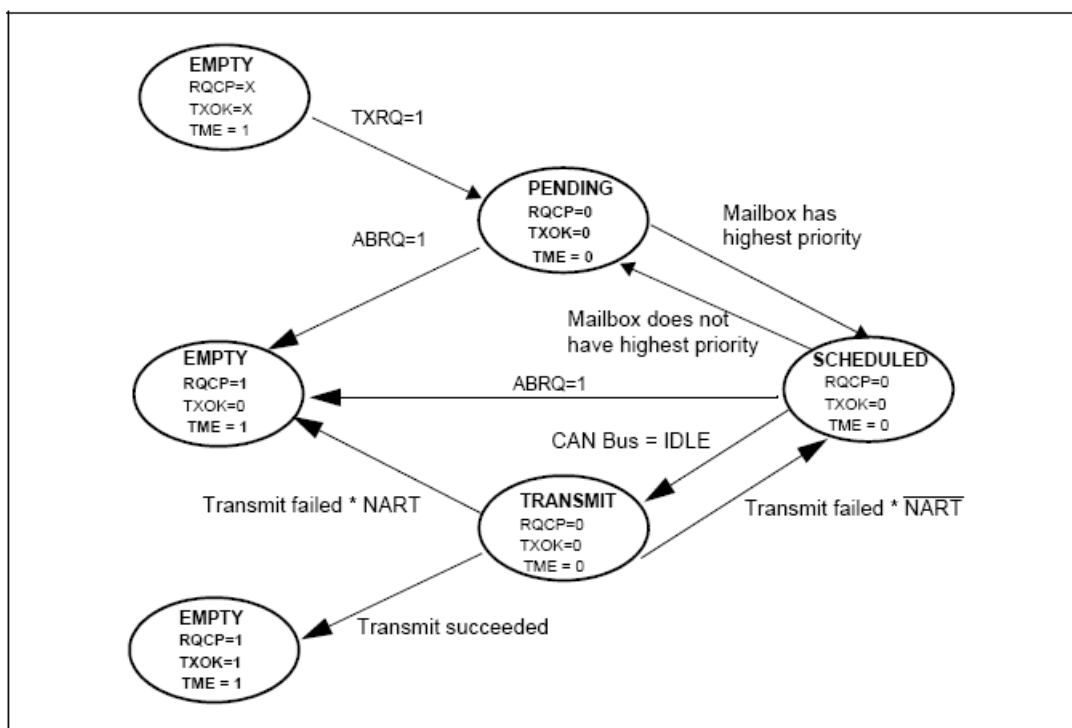 EMPTY
RQCP=X
TXOK=X
TME = 1
TXRQ=1
PENDING
RQCP=0
TXOK=0
TME = 0
Mailbox has
highest priority
ABRQ=1
Mailbox does not
have highest priority
EMPTY
RQCP=1
TXOK=0
TME = 1
SCHEDULED
RQCP=0
TXOK=0
TME = 0
ABRQ=1
CAN Bus = IDLE
Transmit failed * NART
TRANSMIT
RQCP=0
TXOK=0
TME = 0
Transmit failed * N̅A̅R̅T̅
EMPTY
RQCP=1
TXOK=1
TME = 1
Transmit succeeded